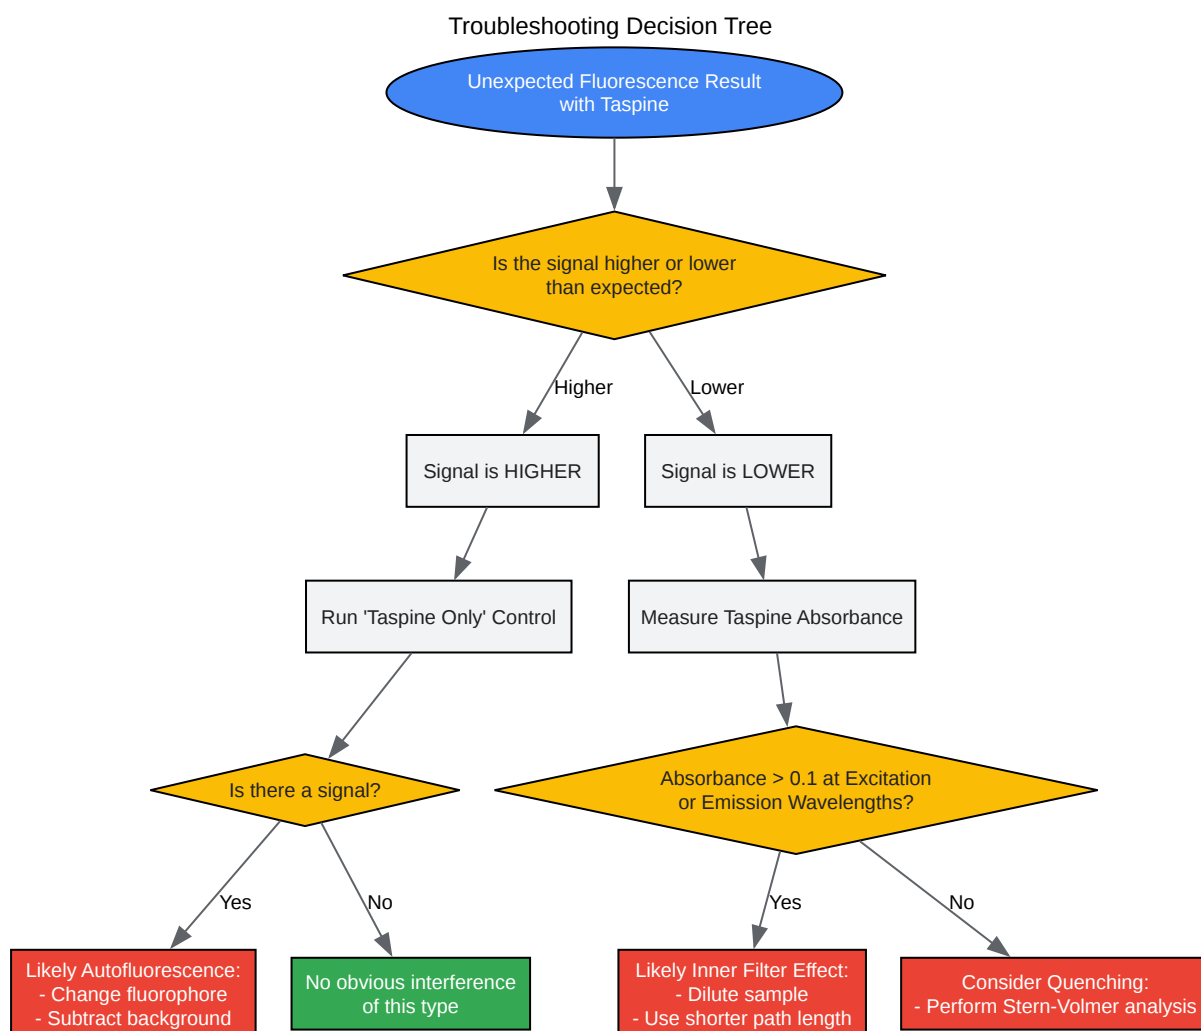 Troubleshooting Decision Tree
Unexpected Fluorescence Result
with Taspine
Is the signal higher or lower
than expected?
Higher
Lower
Signal is HIGHER
Signal is LOWER
Run 'Taspine Only' Control
Measure Taspine Absorbance
Is there a signal?
Absorbance > 0.1 at Excitation
or Emission Wavelengths?
Yes
No
Yes
No
Likely Autofluorescence:
- Change fluorophore
- Subtract background
No obvious interference
of this type
Likely Inner Filter Effect:
- Dilute sample
- Use shorter path length
Consider Quenching:
- Perform Stern-Volmer analysis